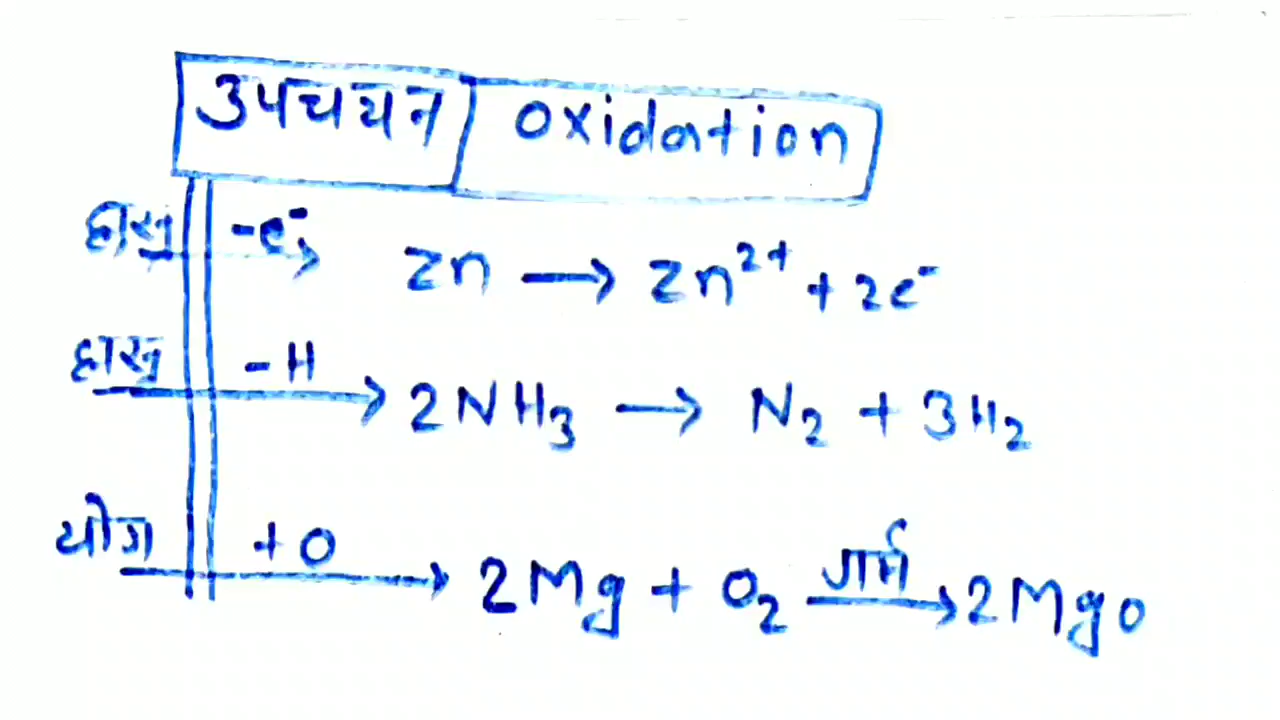 उपचयन oxidation
ह्रास -e⁻ Zn → Zn²⁺ + 2e⁻
ह्रास -H 2NH₃ → N₂ + 3H₂
योग +O 2Mg + O₂ गर्म → 2MgO